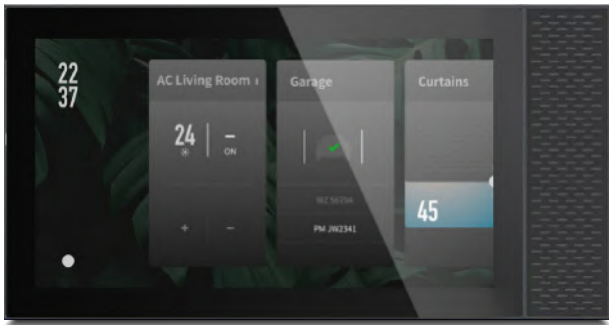 22
37
AC Living Room
24
–
ON
+
–
Garage
PM JW2341
Curtains
45